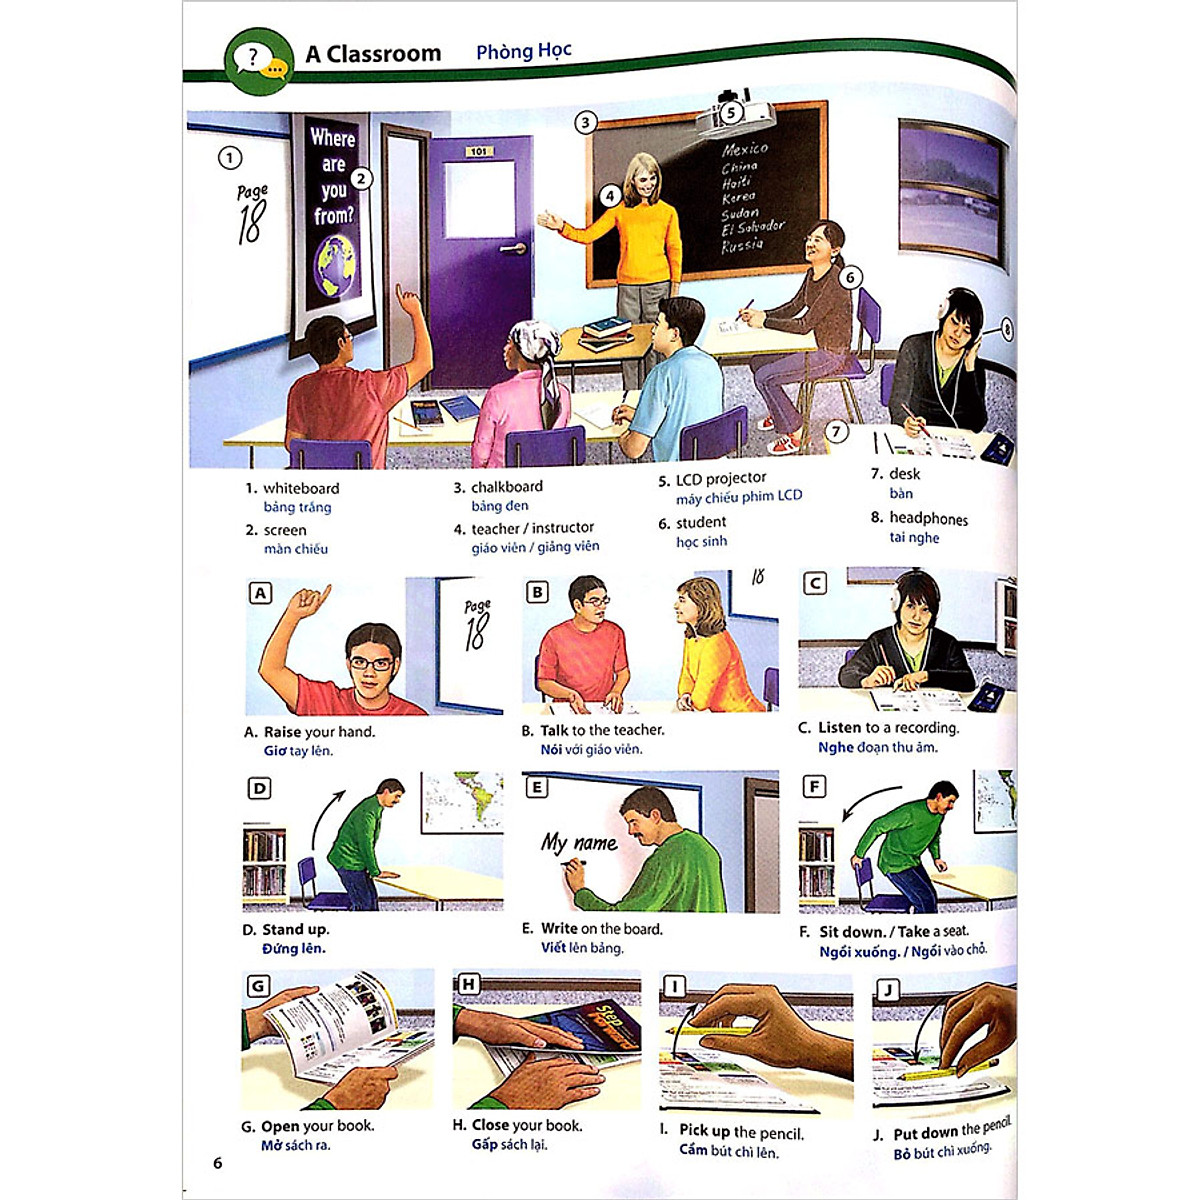 ? ...
A Classroom Phòng Học
1
Page
18
Where
are
you
from?
2
101
3
4
5
Mexico
China
Haiti
Korea
Sudan
El Salvador
Russia
6
7
8
1. whiteboard
bảng trắng
2. screen
màn chiếu
3. chalkboard
bảng đen
4. teacher / instructor
giáo viên / giảng viên
5. LCD projector
máy chiếu phim LCD
6. student
học sinh
7. desk
bàn
8. headphones
tai nghe
A
Page
18
A. Raise your hand.
Giơ tay lên.
B
18
B. Talk to the teacher.
Nói với giáo viên.
C
C. Listen to a recording.
Nghe đoạn thu âm.
D
D. Stand up.
Đứng lên.
E
My name
E. Write on the board.
Viết lên bảng.
F
F. Sit down. / Take a seat.
Ngồi xuống. / Ngồi vào chỗ.
G
G. Open your book.
Mở sách ra.
H
Step
Forward
H. Close your book.
Gấp sách lại.
I
I. Pick up the pencil.
Cầm bút chì lên.
J
J. Put down the pencil.
Bỏ bút chì xuống.
6